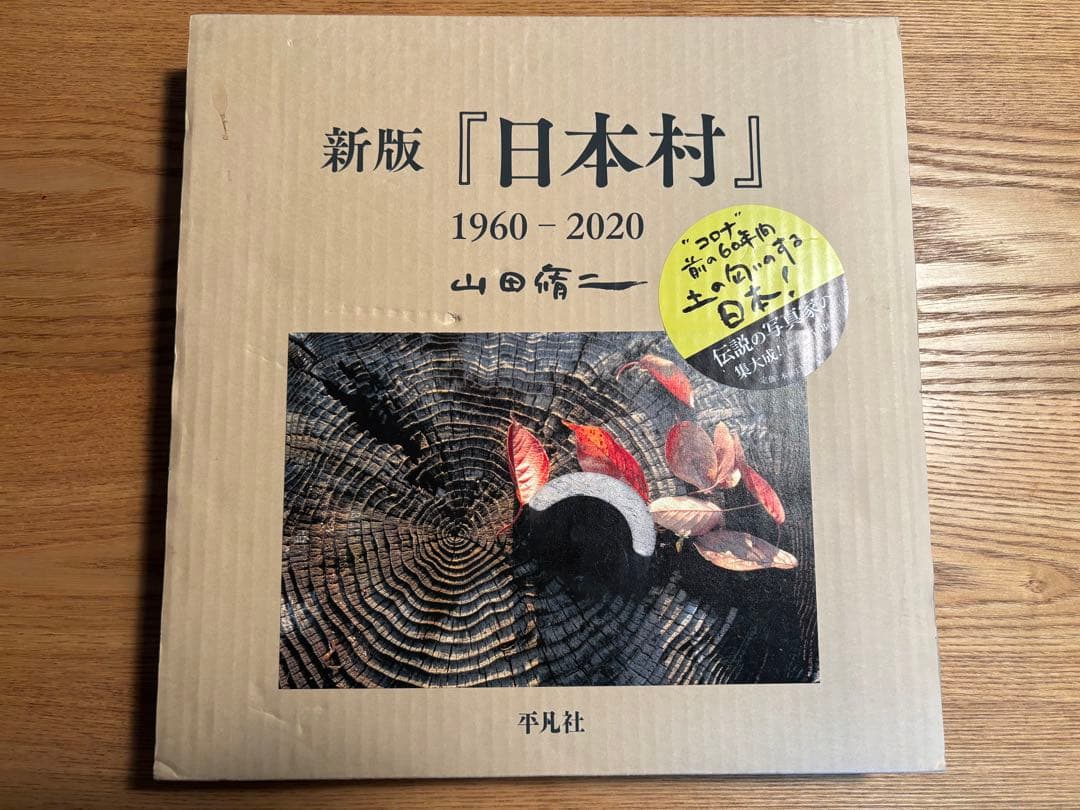 新版『日本村』
1960－2020
山田脩二
"コロナ"
前の60年間
土の匂いのする
日本！
伝説の写真家の
集大成！
平凡社